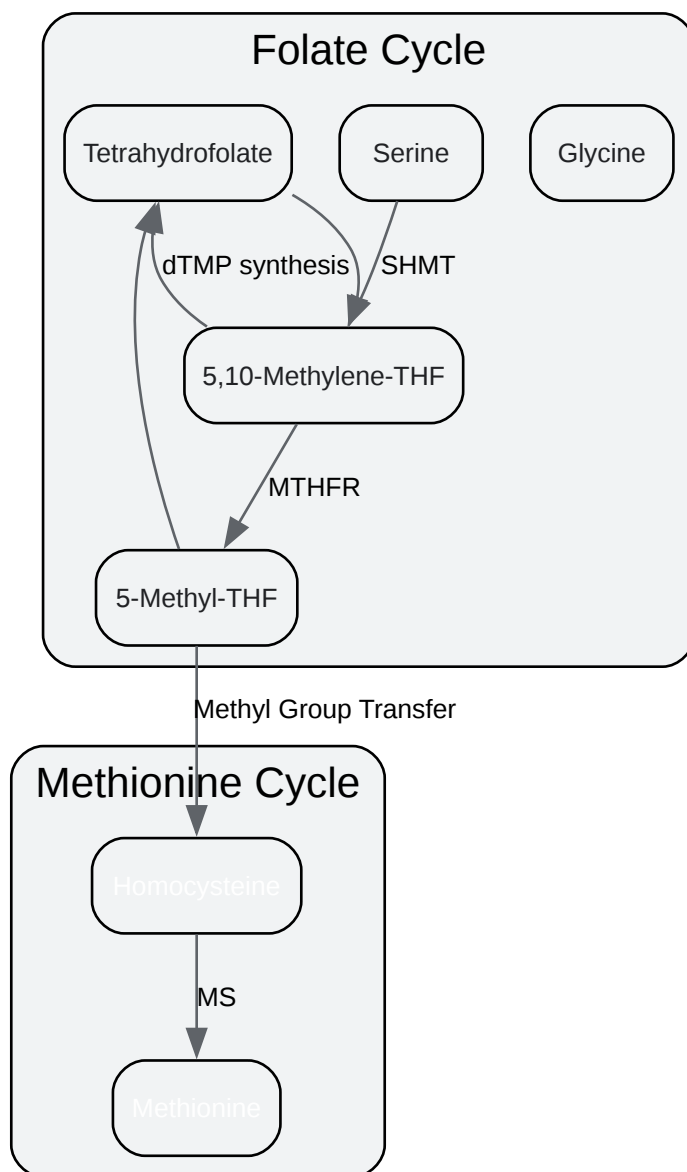 Folate Cycle
Tetrahydrofolate
Serine
Glycine
dTMP synthesis
SHMT
5,10-Methylene-THF
MTHFR
5-Methyl-THF
Methyl Group Transfer
Methionine Cycle
Homocysteine
MS
Methionine